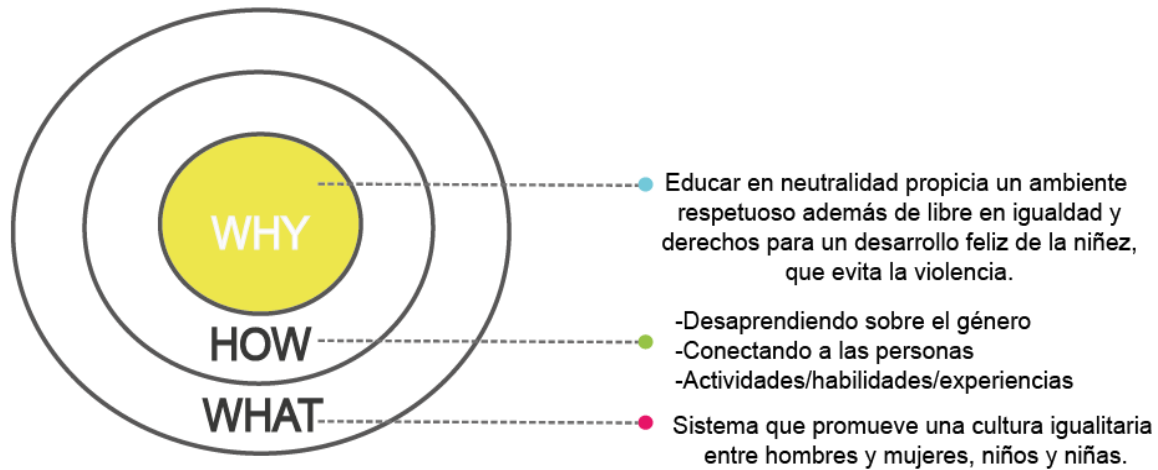 WHY
Educar en neutralidad propicia un ambiente
respetuoso además de libre en igualdad y
derechos para un desarrollo feliz de la niñez,
que evita la violencia.
HOW
-Desaprendiendo sobre el género
-Conectando a las personas
-Actividades/habilidades/experiencias
WHAT
Sistema que promueve una cultura igualitaria
entre hombres y mujeres, niños y niñas.